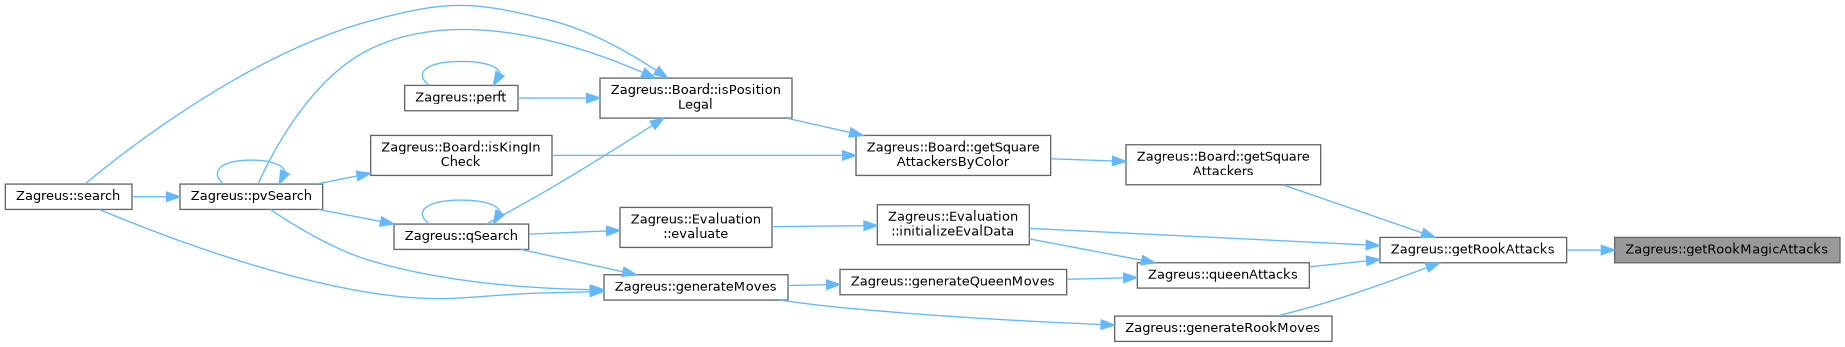 Zagreus::search
Zagreus::pvSearch
Zagreus::perft
Zagreus::Board::isKingIn
Check
Zagreus::qSearch
Zagreus::Board::isPosition
Legal
Zagreus::Evaluation
::evaluate
Zagreus::generateMoves
Zagreus::Board::getSquare
AttackersByColor
Zagreus::Evaluation
::initializeEvalData
Zagreus::generateQueenMoves
Zagreus::Board::getSquare
Attackers
Zagreus::queenAttacks
Zagreus::generateRookMoves
Zagreus::getRookAttacks
Zagreus::getRookMagicAttacks